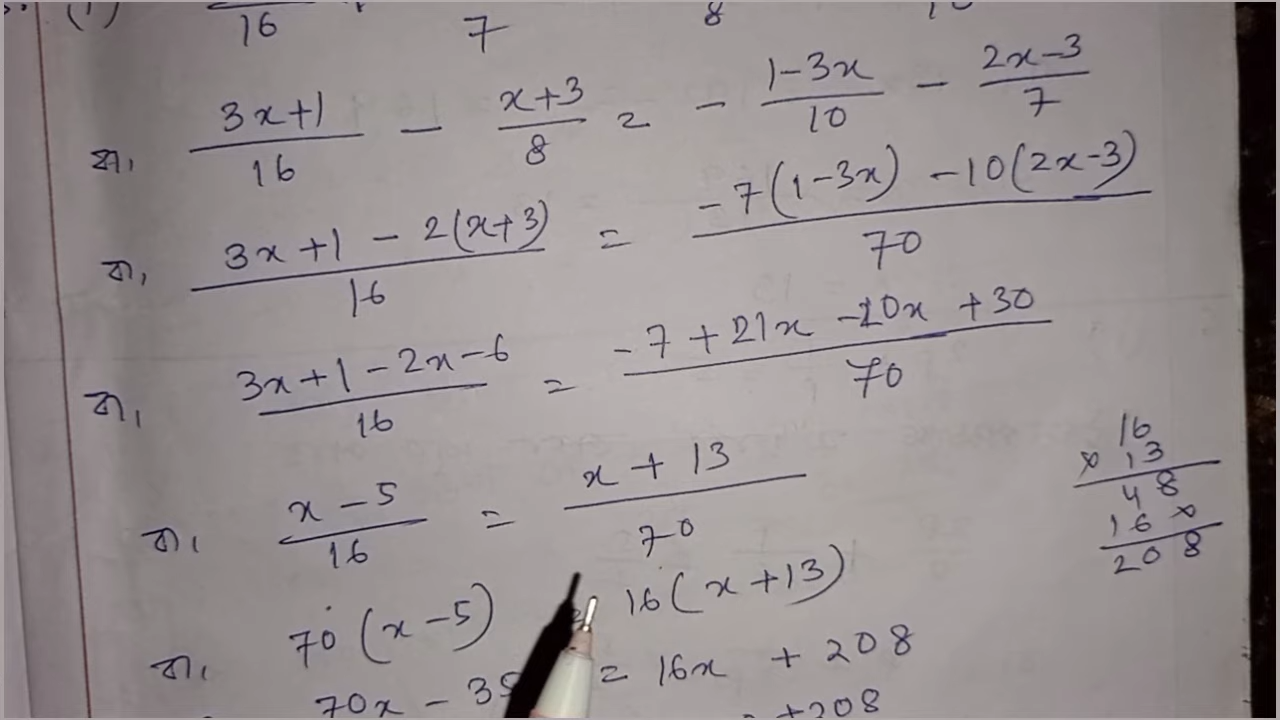 (1) 16 7 8
বা, 3x+1/16 - x+3/8 = - 1-3x/10 - 2x-3/7
বা, 3x+1 - 2(x+3)/16 = -7(1-3x) -10(2x-3)/70
বা, 3x+1-2x-6/16 = -7+21x-20x+30/70
বা, x-5/16 = x+13/70
70(x-5) = 16(x+13)
বা, 70x - 35 = 16x + 208
+208
16
x 13
48
16x
208